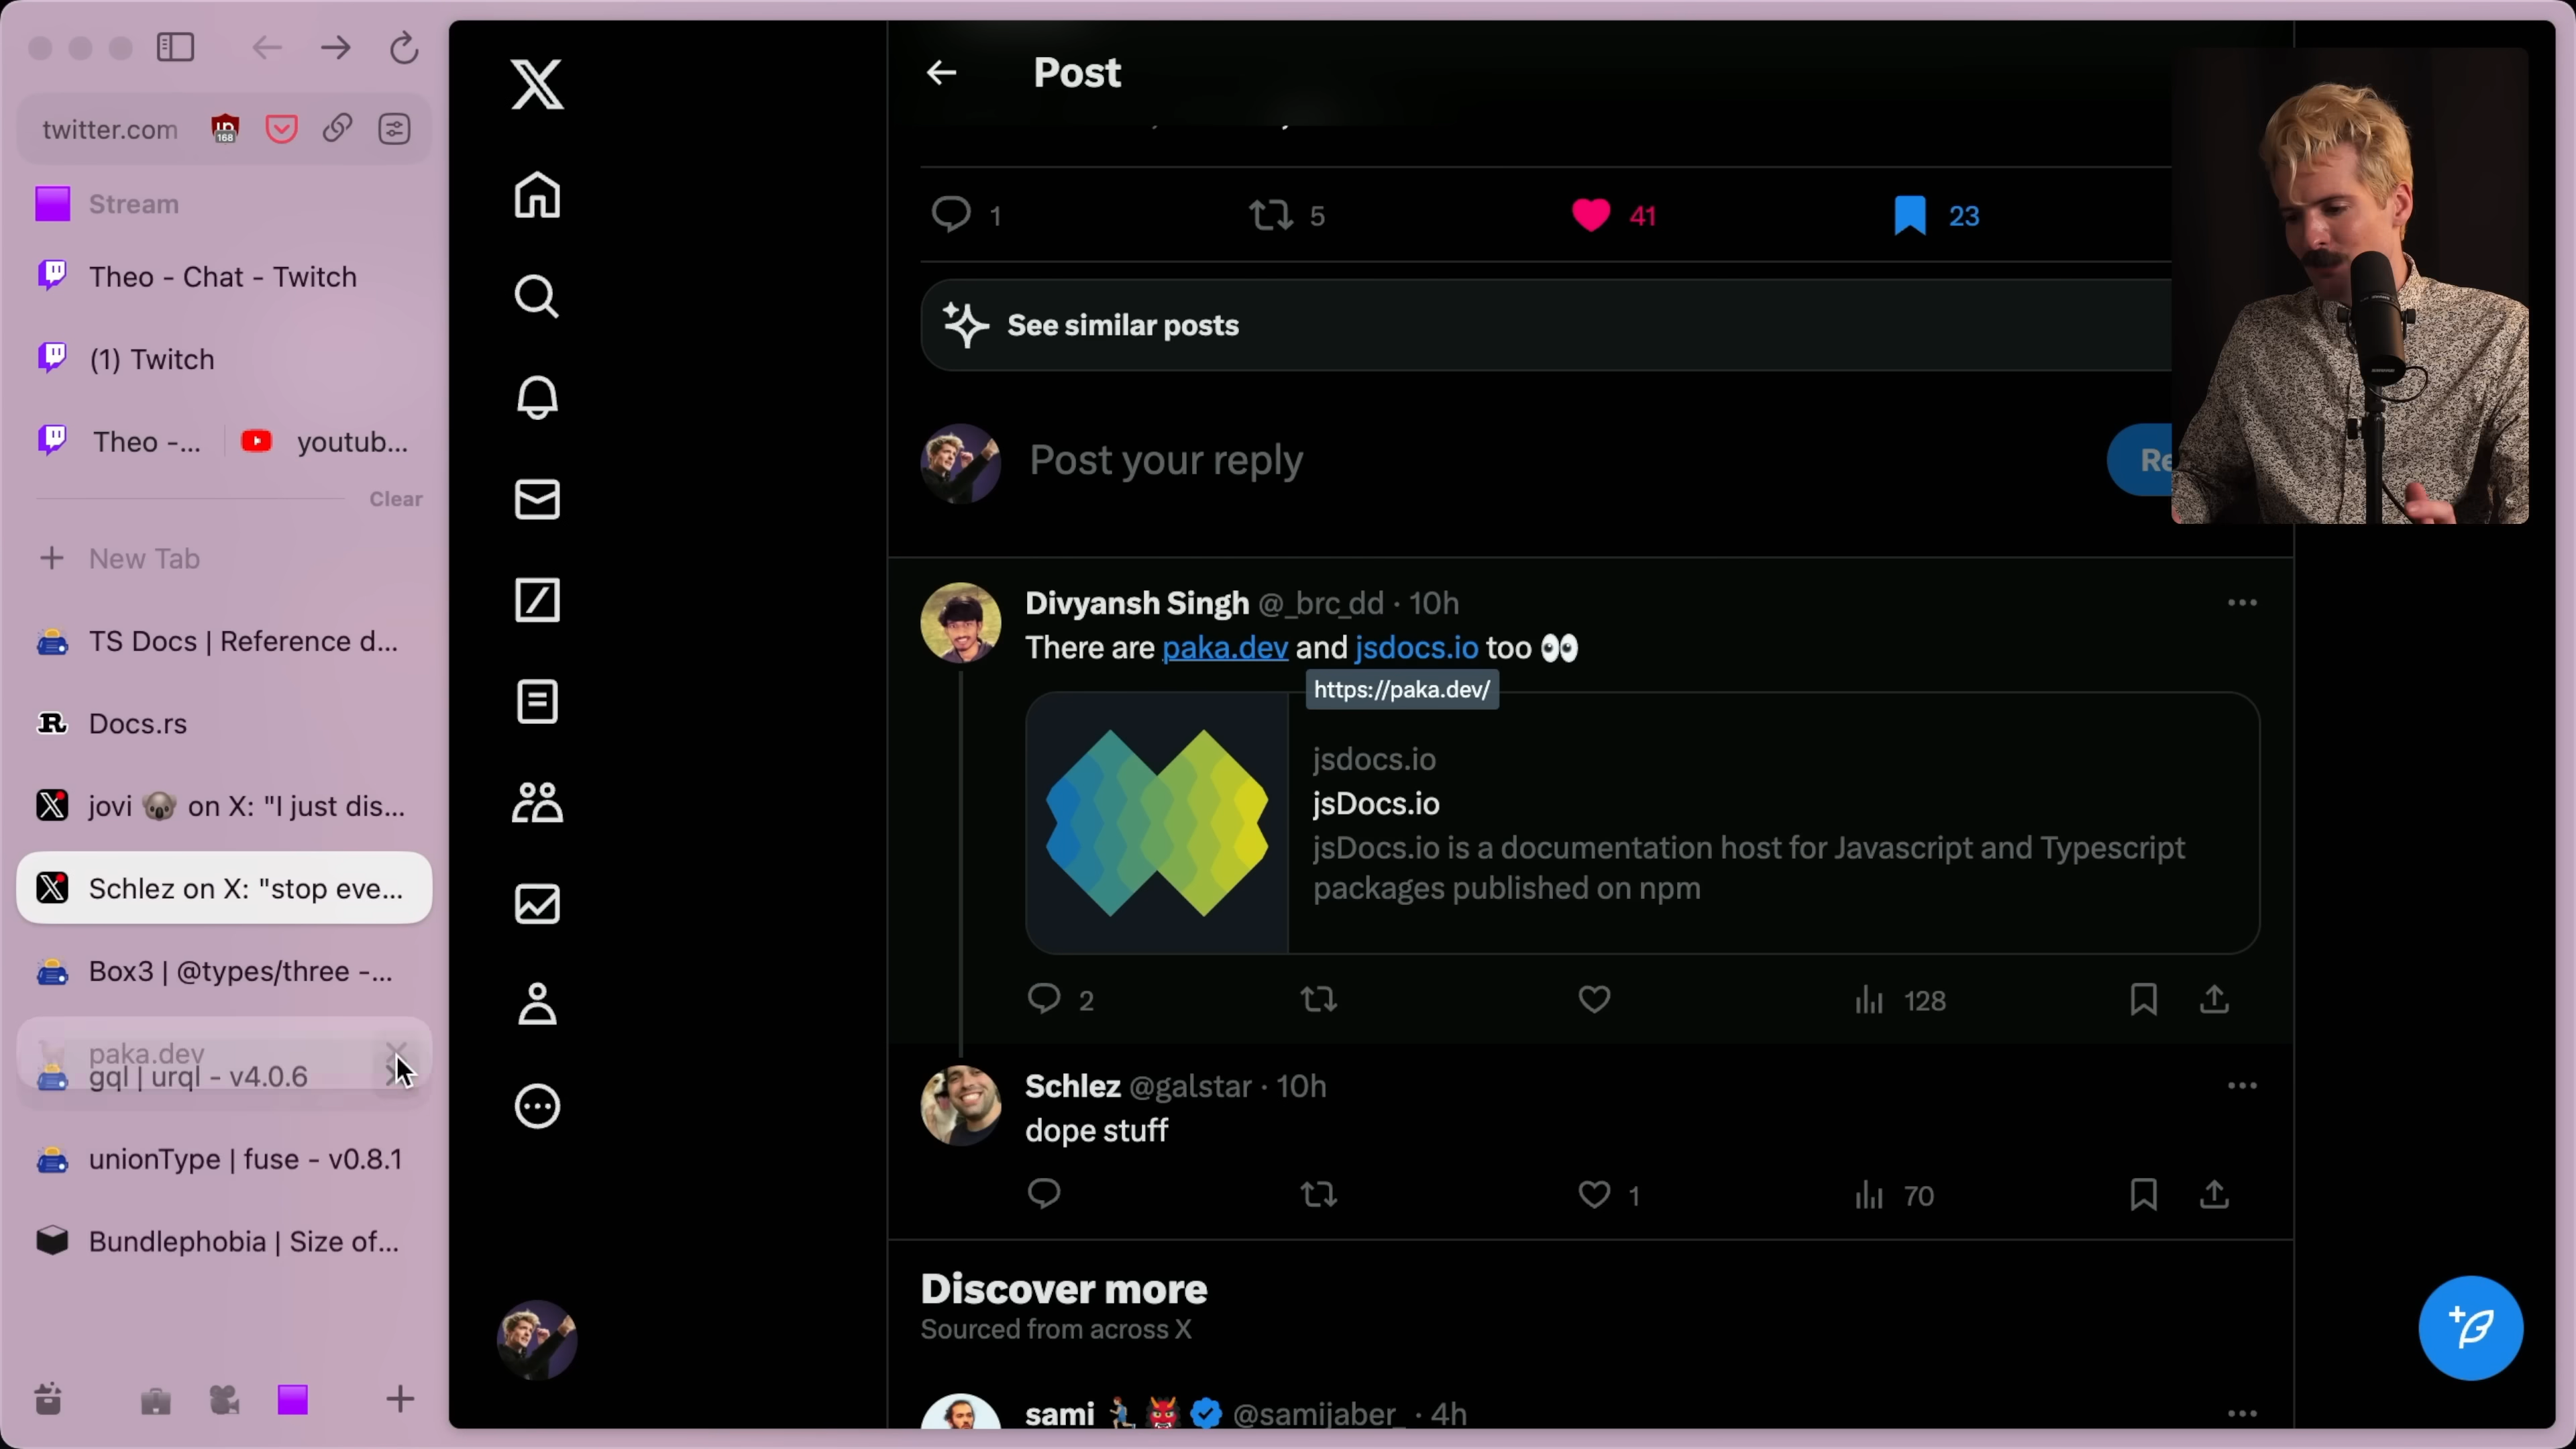 twitter.com
168
Stream
Theo - Chat - Twitch
(1) Twitch
Theo -...
youtub...
Clear
New Tab
TS Docs | Reference d...
Docs.rs
jovi 🐨 on X: "I just dis...
Schlez on X: "stop eve...
Box3 | @types/three -...
paka.dev
gql | urql - v4.0.6
unionType | fuse - v0.8.1
Bundlephobia | Size of...
Post
1
5
41
23
See similar posts
Post your reply
Re
Divyansh Singh @_brc_dd · 10h
There are paka.dev and jsdocs.io too 👀
https://paka.dev/
jsdocs.io
jsDocs.io
jsDocs.io is a documentation host for Javascript and Typescript
packages published on npm
2
128
Schlez @galstar · 10h
dope stuff
1
70
Discover more
Sourced from across X
sami 🏃🏽‍♂️ 👹 @samijaber_ · 4h